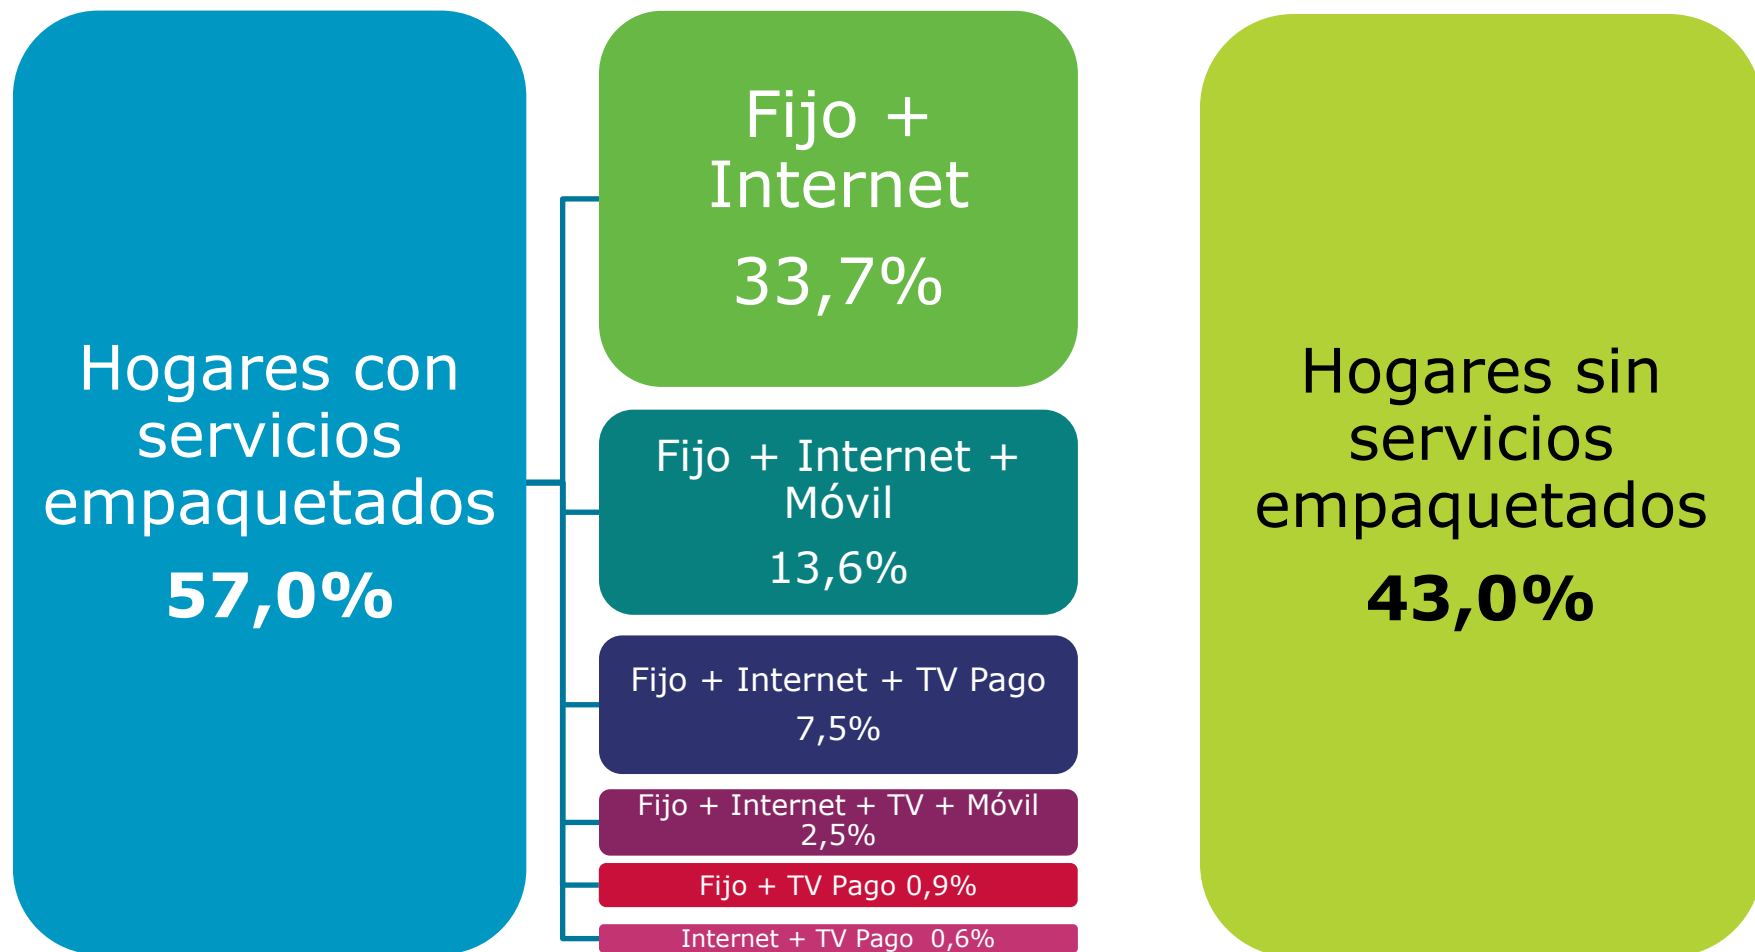 Hogares con
servicios
empaquetados
57,0%
Fijo +
Internet
33,7%
Fijo + Internet +
Móvil
13,6%
Fijo + Internet + TV Pago
7,5%
Fijo + Internet + TV + Móvil
2,5%
Fijo + TV Pago 0,9%
Internet + TV Pago 0,6%
Hogares sin
servicios
empaquetados
43,0%